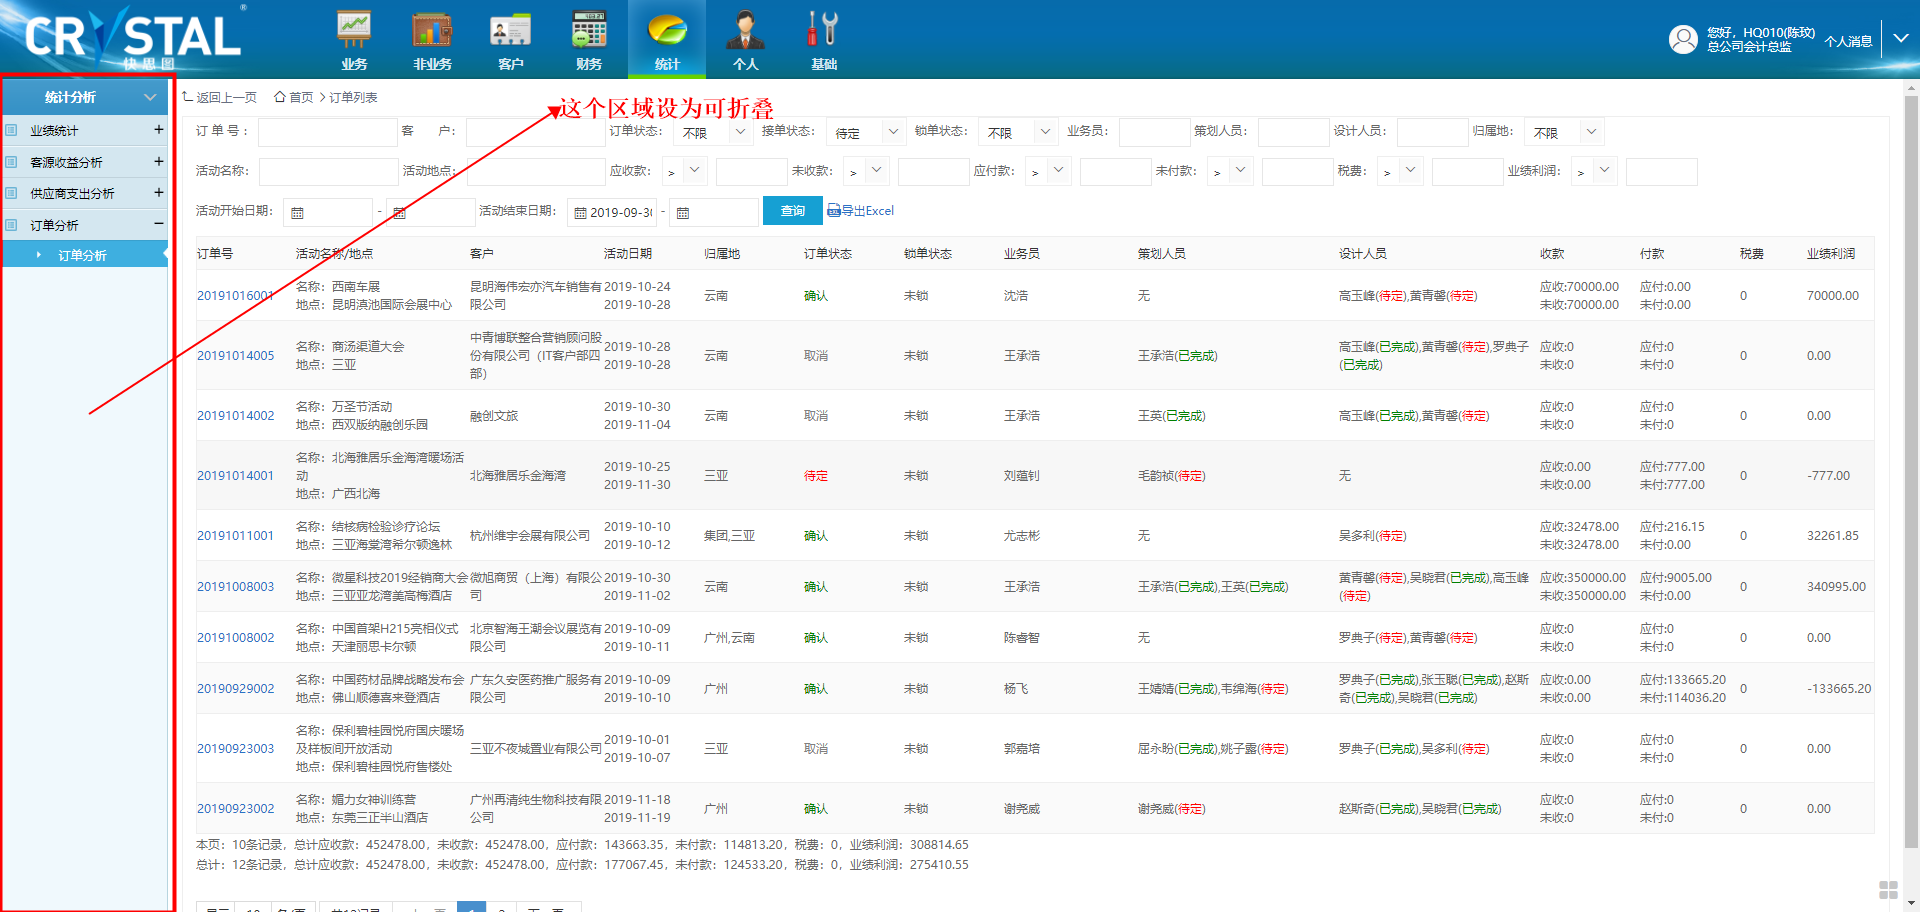 CRYSTAL ®
快思图
业务 非业务 客户 财务 统计 个人 基础
您好，HQ010(陈玟)
总公司会计总监
个人消息
统计分析
业绩统计 +
客源收益分析 +
供应商支出分析 +
订单分析 −
订单分析
返回上一页 首页 > 订单列表
这个区域设为可折叠
订 单 号： 客 户： 订单状态： 不限 接单状态： 待定 锁单状态： 不限 业务员： 策划人员： 设计人员： 归属地： 不限
活动名称： 活动地点： 应收款： > 未收款： > 应付款： > 未付款： > 税费： > 业绩利润： >
活动开始日期： - 活动结束日期： 2019-09-30 - 查询 导出Excel
订单号 活动名称/地点 客户 活动日期 归属地 订单状态 锁单状态 业务员 策划人员 设计人员 收款 付款 税费 业绩利润
20191016001 名称：西南车展 地点：昆明滇池国际会展中心 昆明海伟宏亦汽车销售有限公司 2019-10-24 2019-10-28 云南 确认 未锁 沈浩 无 高玉峰(待定),黄青馨(待定) 应收:70000.00 未收:70000.00 应付:0.00 未付:0.00 0 70000.00
20191014005 名称：商汤渠道大会 地点：三亚 中青博联整合营销顾问股份有限公司（IT客户部四部） 2019-10-28 2019-10-28 云南 取消 未锁 王承浩 王承浩(已完成) 高玉峰(已完成),黄青馨(待定),罗典子(已完成) 应收:0 未收:0 应付:0 未付:0 0 0.00
20191014002 名称：万圣节活动 地点：西双版纳融创乐园 融创文旅 2019-10-30 2019-11-04 云南 取消 未锁 王承浩 王英(已完成) 高玉峰(已完成),黄青馨(待定) 应收:0 未收:0 应付:0 未付:0 0 0.00
20191014001 名称：北海雅居乐金海湾暖场活动 地点：广西北海 北海雅居乐金海湾 2019-10-25 2019-11-30 三亚 待定 未锁 刘蕴钊 毛韵祯(待定) 无 应收:0.00 未收:0.00 应付:777.00 未付:777.00 0 -777.00
20191011001 名称：结核病检验诊疗论坛 地点：三亚海棠湾希尔顿逸林 杭州维宇会展有限公司 2019-10-10 2019-10-12 集团,三亚 确认 未锁 尤志彬 无 吴多利(待定) 应收:32478.00 未收:32478.00 应付:216.15 未付:0.00 0 32261.85
20191008003 名称：微星科技2019经销商大会 地点：三亚亚龙湾美高梅酒店 微旭商贸（上海）有限公司 2019-10-30 2019-11-02 云南 确认 未锁 王承浩 王承浩(已完成),王英(已完成) 黄青馨(待定),吴晓君(已完成),高玉峰(待定) 应收:350000.00 未收:350000.00 应付:9005.00 未付:0.00 0 340995.00
20191008002 名称：中国首架H215亮相仪式 地点：天津丽思卡尔顿 北京智海王潮会议展览有限公司 2019-10-09 2019-10-11 广州,云南 确认 未锁 陈睿智 无 罗典子(待定),黄青馨(待定) 应收:0 未收:0 应付:0 未付:0 0 0.00
20190929002 名称：中国药材品牌战略发布会 地点：佛山顺德喜来登酒店 广东久安医药推广服务有限公司 2019-10-09 2019-10-10 广州 确认 未锁 杨飞 王婧婧(已完成),韦绵海(待定) 罗典子(已完成),张玉聪(已完成),赵斯奇(已完成),吴晓君(已完成) 应收:0.00 未收:0.00 应付:133665.20 未付:114036.20 0 -133665.20
20190923003 名称：保利碧桂园悦府国庆暖场及样板间开放活动 地点：保利碧桂园悦府售楼处 三亚不夜城置业有限公司 2019-10-01 2019-10-07 三亚 取消 未锁 郭嘉培 屈永盼(已完成),姚子露(待定) 罗典子(已完成),吴多利(待定) 应收:0 未收:0 应付:0 未付:0 0 0.00
20190923002 名称：媚力女神训练营 地点：东莞三正半山酒店 广州再清纯生物科技有限公司 2019-11-18 2019-11-19 广州 确认 未锁 谢尧威 谢尧威(待定) 赵斯奇(已完成),吴晓君(已完成) 应收:0 未收:0 应付:0 未付:0 0 0.00
本页：10条记录，总计应收款：452478.00，未收款：452478.00，应付款：143663.35，未付款：114813.20，税费：0，业绩利润：308814.65
总计：12条记录，总计应收款：452478.00，未收款：452478.00，应付款：177067.45，未付款：124533.20，税费：0，业绩利润：275410.55